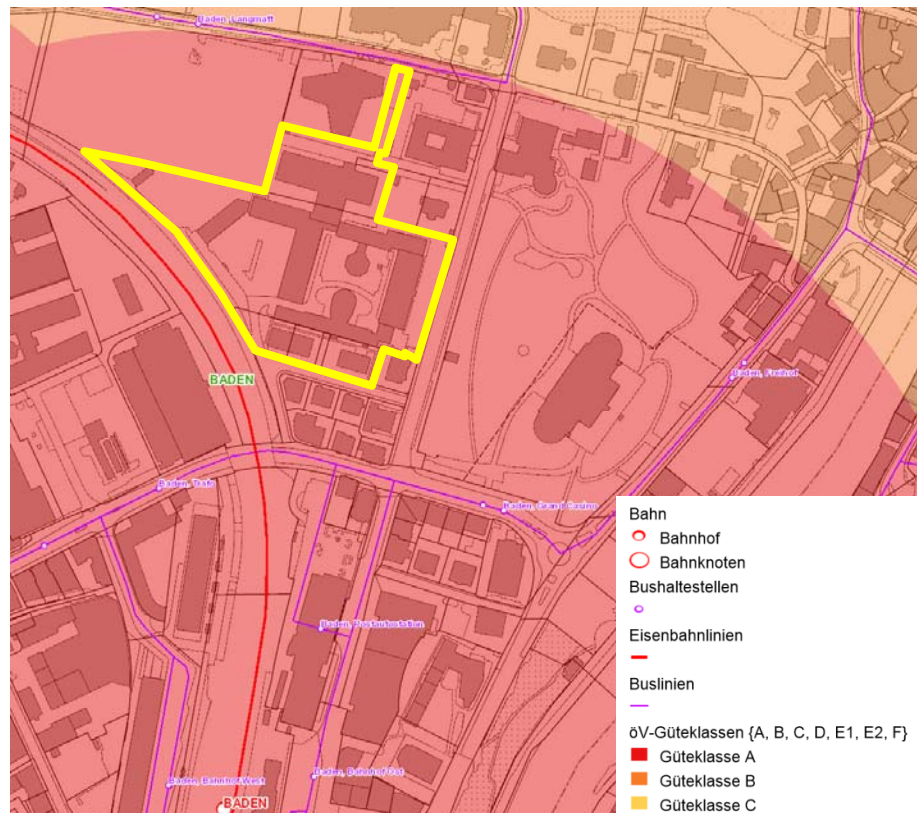 Baden, Langmatt
BADEN
Baden, Freihof
Baden, Trafo
Baden, Grand Casino
Baden, Postautostation
Baden, Bahnhof West
Baden, Bahnhof Ost
BADEN
Bahn
Bahnhof
Bahnknoten
Bushaltestellen
Eisenbahnlinien
Buslinien
öV-Güteklassen {A, B, C, D, E1, E2, F}
Güteklasse A
Güteklasse B
Güteklasse C